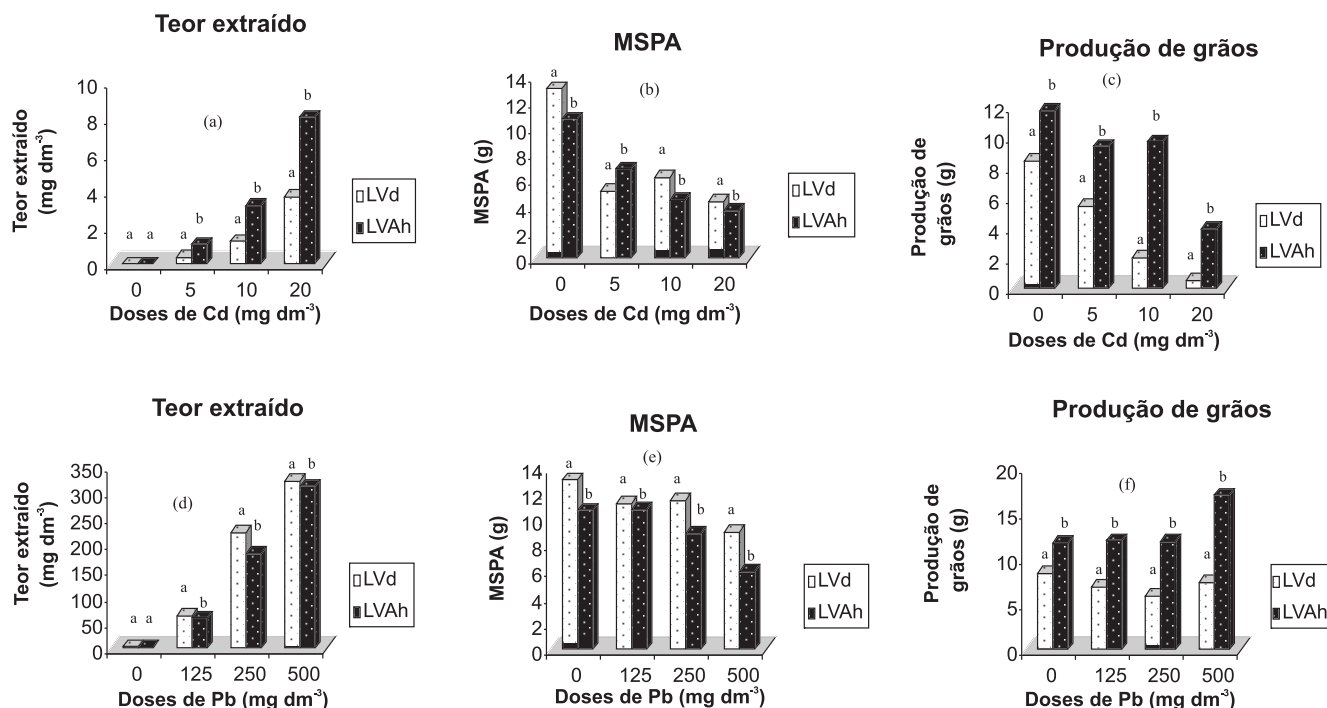 Teor extraído
Teor extraído
(mg dm⁻³)
10
8
6
4
2
0
(a)
a a
a b
a b
a b
0 5 10 20
Doses de Cd (mg dm⁻³)
LVd
LVAh
MSPA
MSPA (g)
14
12
10
8
6
4
2
0
(b)
a b
a b
a b
a b
0 5 10 20
Doses de Cd (mg dm⁻³)
LVd
LVAh
Produção de grãos
Produção de
grãos (g)
12
10
8
6
4
2
0
(c)
a b
a b
a b
a b
0 5 10 20
Doses de Cd (mg dm⁻³)
LVd
LVAh
Teor extraído
Teor extraído
(mg dm⁻³)
350
300
250
200
150
100
50
0
(d)
a a
a b
a b
a b
0 125 250 500
Doses de Pb (mg dm⁻³)
LVd
LVAh
MSPA
MSPA (g)
14
12
10
8
6
4
2
0
(e)
a b
a b
a b
a b
0 125 250 500
Doses de Pb (mg dm⁻³)
LVd
LVAh
Produção de grãos
Produção de
grãos (g)
20
15
10
5
0
(f)
a b
a b
a b
a b
0 125 250 500
Doses de Pb (mg dm⁻³)
LVd
LVAh